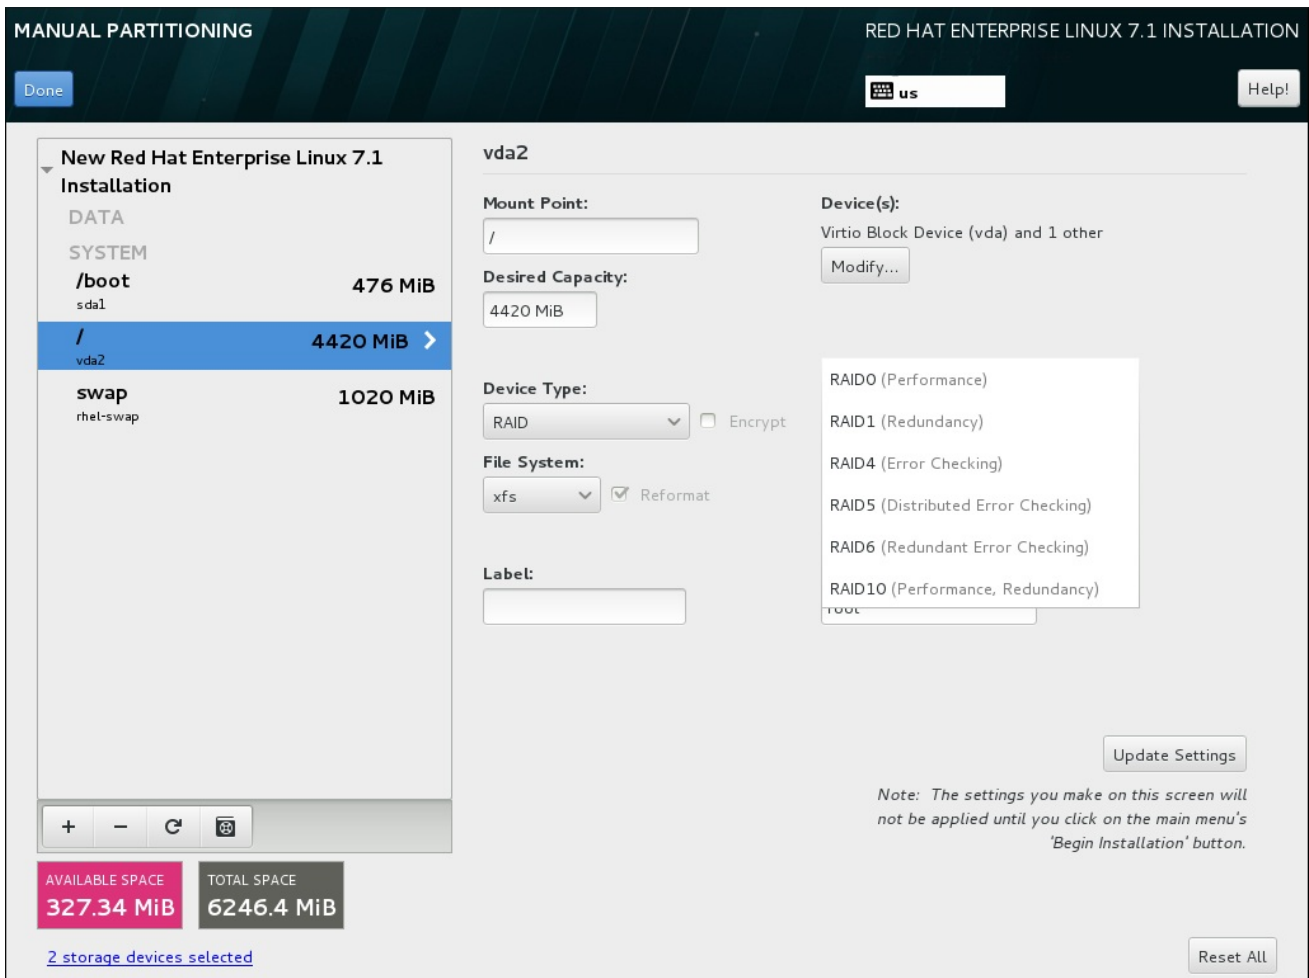 MANUAL PARTITIONING
RED HAT ENTERPRISE LINUX 7.1 INSTALLATION
Done
us
Help!
New Red Hat Enterprise Linux 7.1
Installation
DATA
SYSTEM
/boot
476 MiB
sda1
/
4420 MiB
vda2
swap
1020 MiB
rhel-swap
vda2
Mount Point:
/
Desired Capacity:
4420 MiB
Device(s):
Virtio Block Device (vda) and 1 other
Modify...
Device Type:
RAID
Encrypt
File System:
xfs
Reformat
Label:
RAID0 (Performance)
RAID1 (Redundancy)
RAID4 (Error Checking)
RAID5 (Distributed Error Checking)
RAID6 (Redundant Error Checking)
RAID10 (Performance, Redundancy)
root
Update Settings
Note: The settings you make on this screen will
not be applied until you click on the main menu's
'Begin Installation' button.
AVAILABLE SPACE
327.34 MiB
TOTAL SPACE
6246.4 MiB
2 storage devices selected
Reset All